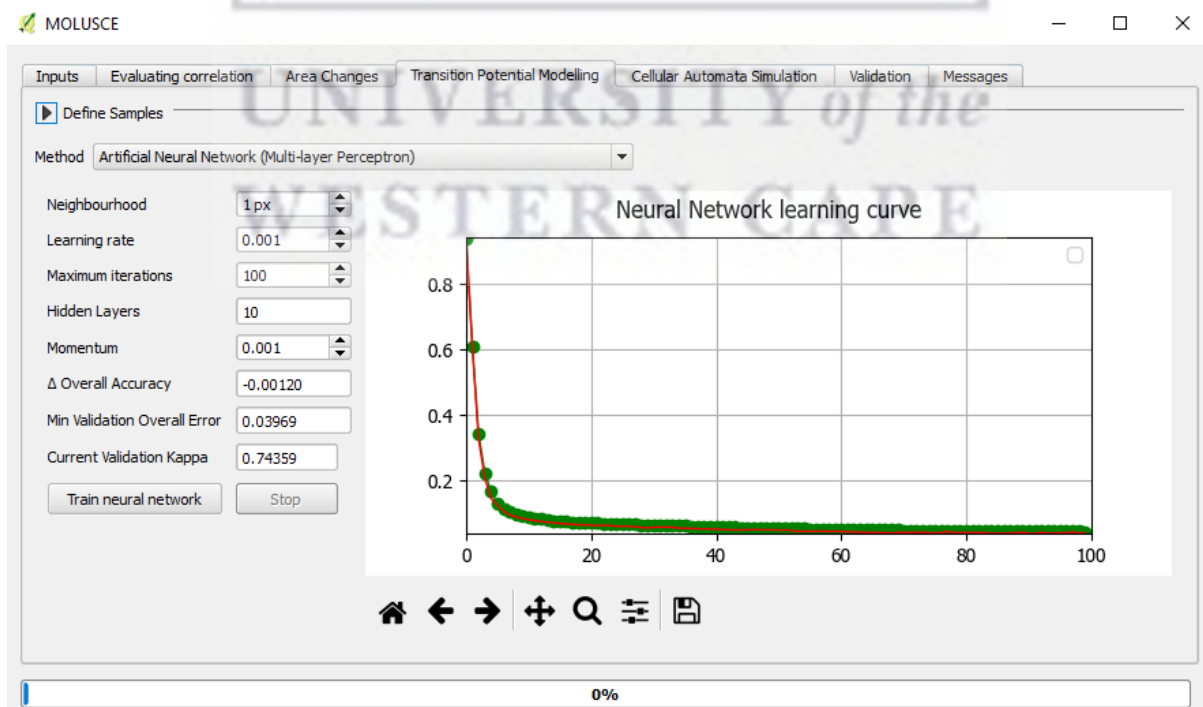 MOLUSCE
Inputs Evaluating correlation Area Changes Transition Potential Modelling Cellular Automata Simulation Validation Messages
UNIVERSITY of the
Define Samples
Method Artificial Neural Network (Multi-layer Perceptron)
WESTERN CAPE
Neighbourhood 1 px
Learning rate 0.001
Maximum iterations 100
Hidden Layers 10
Momentum 0.001
Δ Overall Accuracy -0.00120
Min Validation Overall Error 0.03969
Current Validation Kappa 0.74359
Train neural network Stop
Neural Network learning curve
0.8
0.6
0.4
0.2
0 20 40 60 80 100
0%